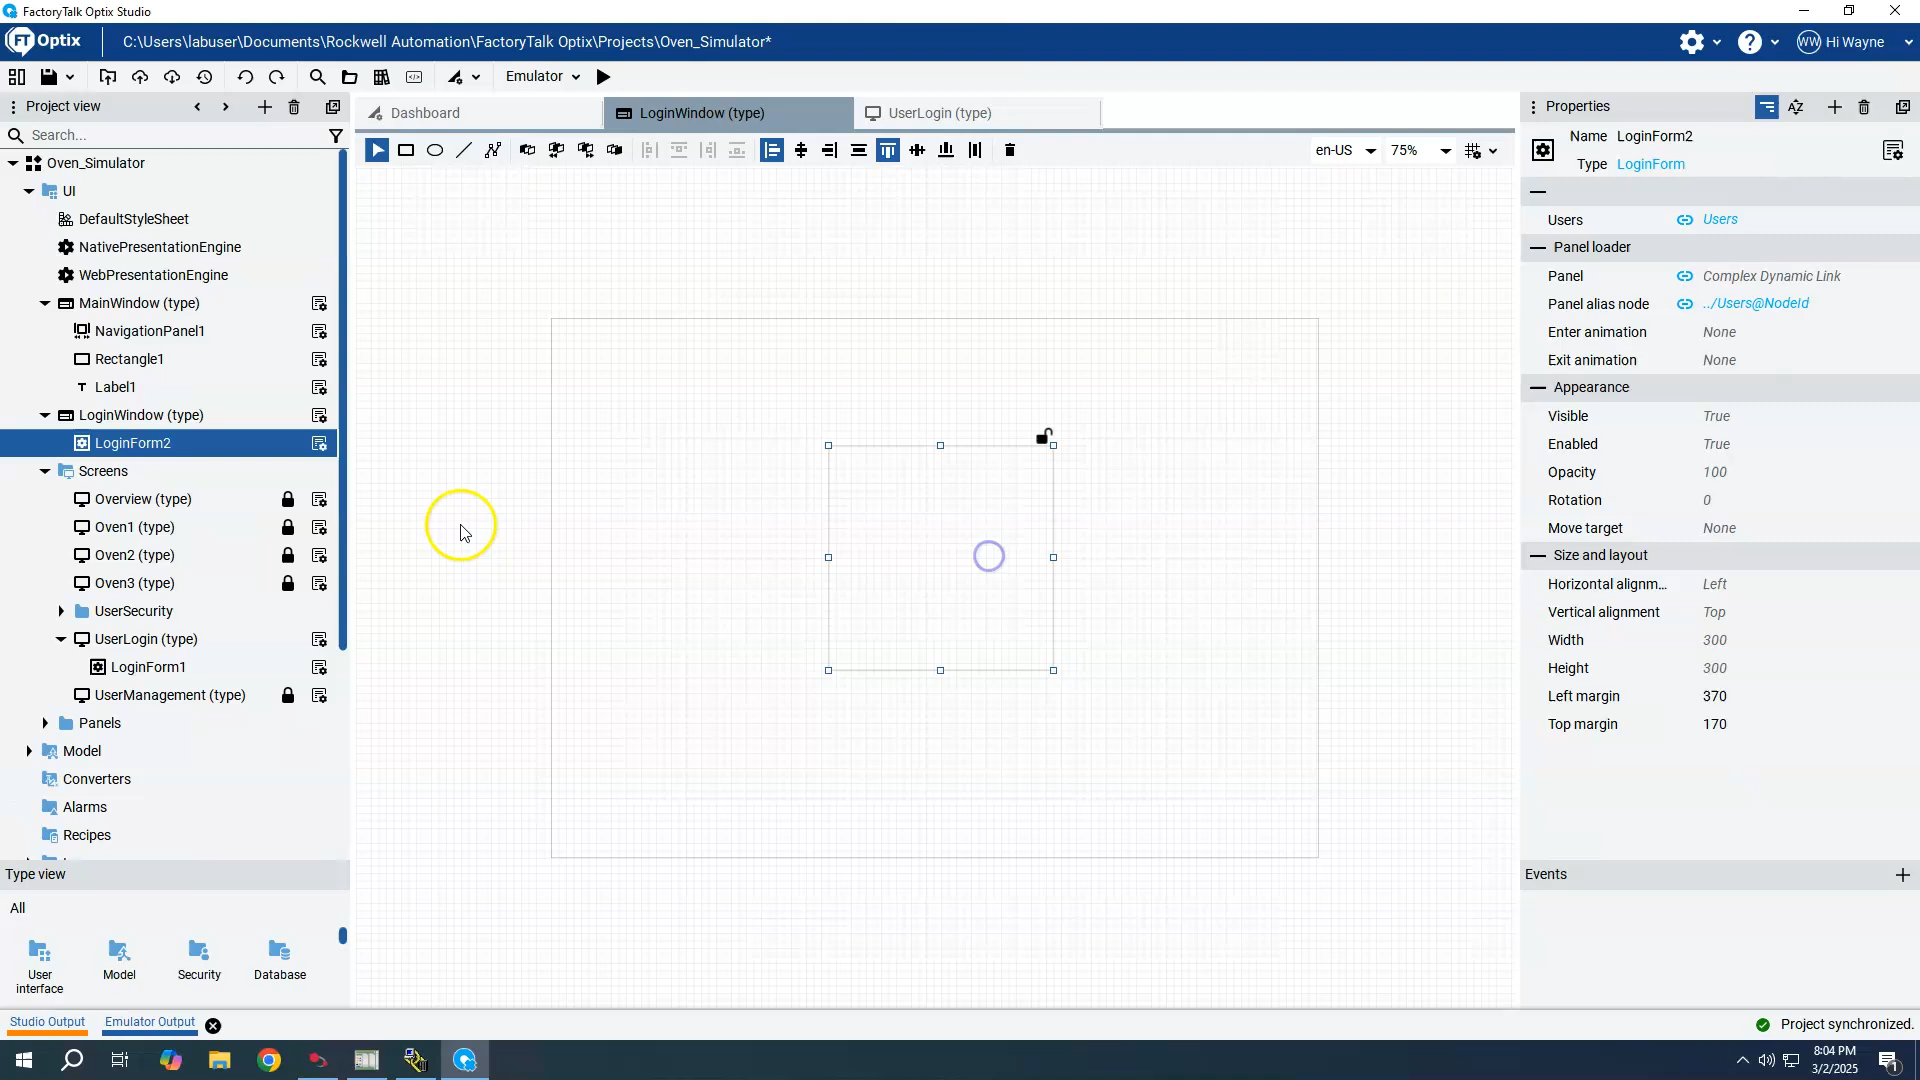 FactoryTalk Optix Studio
FT Optix
C:\Users\labuser\Documents\Rockwell Automation\FactoryTalk Optix\Projects\Oven_Simulator*
WW Hi Wayne
Emulator
Project view
Search...
Oven_Simulator
UI
DefaultStyleSheet
NativePresentationEngine
WebPresentationEngine
MainWindow (type)
NavigationPanel1
Rectangle1
Label1
LoginWindow (type)
LoginForm2
Screens
Overview (type)
Oven1 (type)
Oven2 (type)
Oven3 (type)
UserSecurity
UserLogin (type)
LoginForm1
UserManagement (type)
Panels
Model
Converters
Alarms
Recipes
Type view
All
User interface
Model
Security
Database
Dashboard
LoginWindow (type)
UserLogin (type)
en-US
75%
Properties
Name LoginForm2
Type LoginForm
Users Users
Panel loader
Panel Complex Dynamic Link
Panel alias node ../Users@NodeId
Enter animation None
Exit animation None
Appearance
Visible True
Enabled True
Opacity 100
Rotation 0
Move target None
Size and layout
Horizontal alignm... Left
Vertical alignment Top
Width 300
Height 300
Left margin 370
Top margin 170
Events
Studio Output
Emulator Output
Project synchronized.
8:04 PM
3/2/2025
1